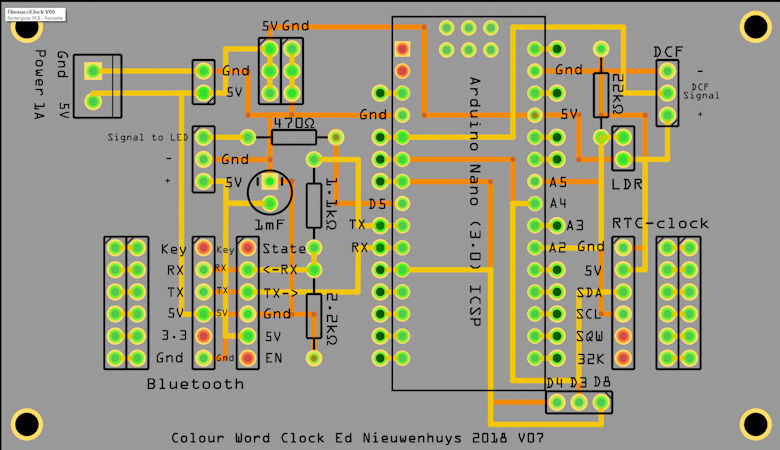 FibonacciKlock V06
Rectangular PCB - Resizable
5V Gnd
Gnd
Power 1A
5V
Gnd
5V
DCF
Gnd
-
DCF
Signal
+
22kΩ
Arduino Nano (3.0) ICSP
Gnd
5V
470Ω
Signal to LED
-
Gnd
+
5V
1mF
1.1kΩ
LDR
A5
A4
D5
TX
A3
RX
A2
RTC-clock
Key
Key
State
Gnd
RX
RX
<-RX
5V
TX
TX
TX->
SDA
5V
5V
Gnd
SCL
3.3
5V
SQW
Gnd
Gnd
EN
32K
2.2kΩ
Bluetooth
D4 D3 D8
Colour Word Clock Ed Nieuwenhuys 2018 V07